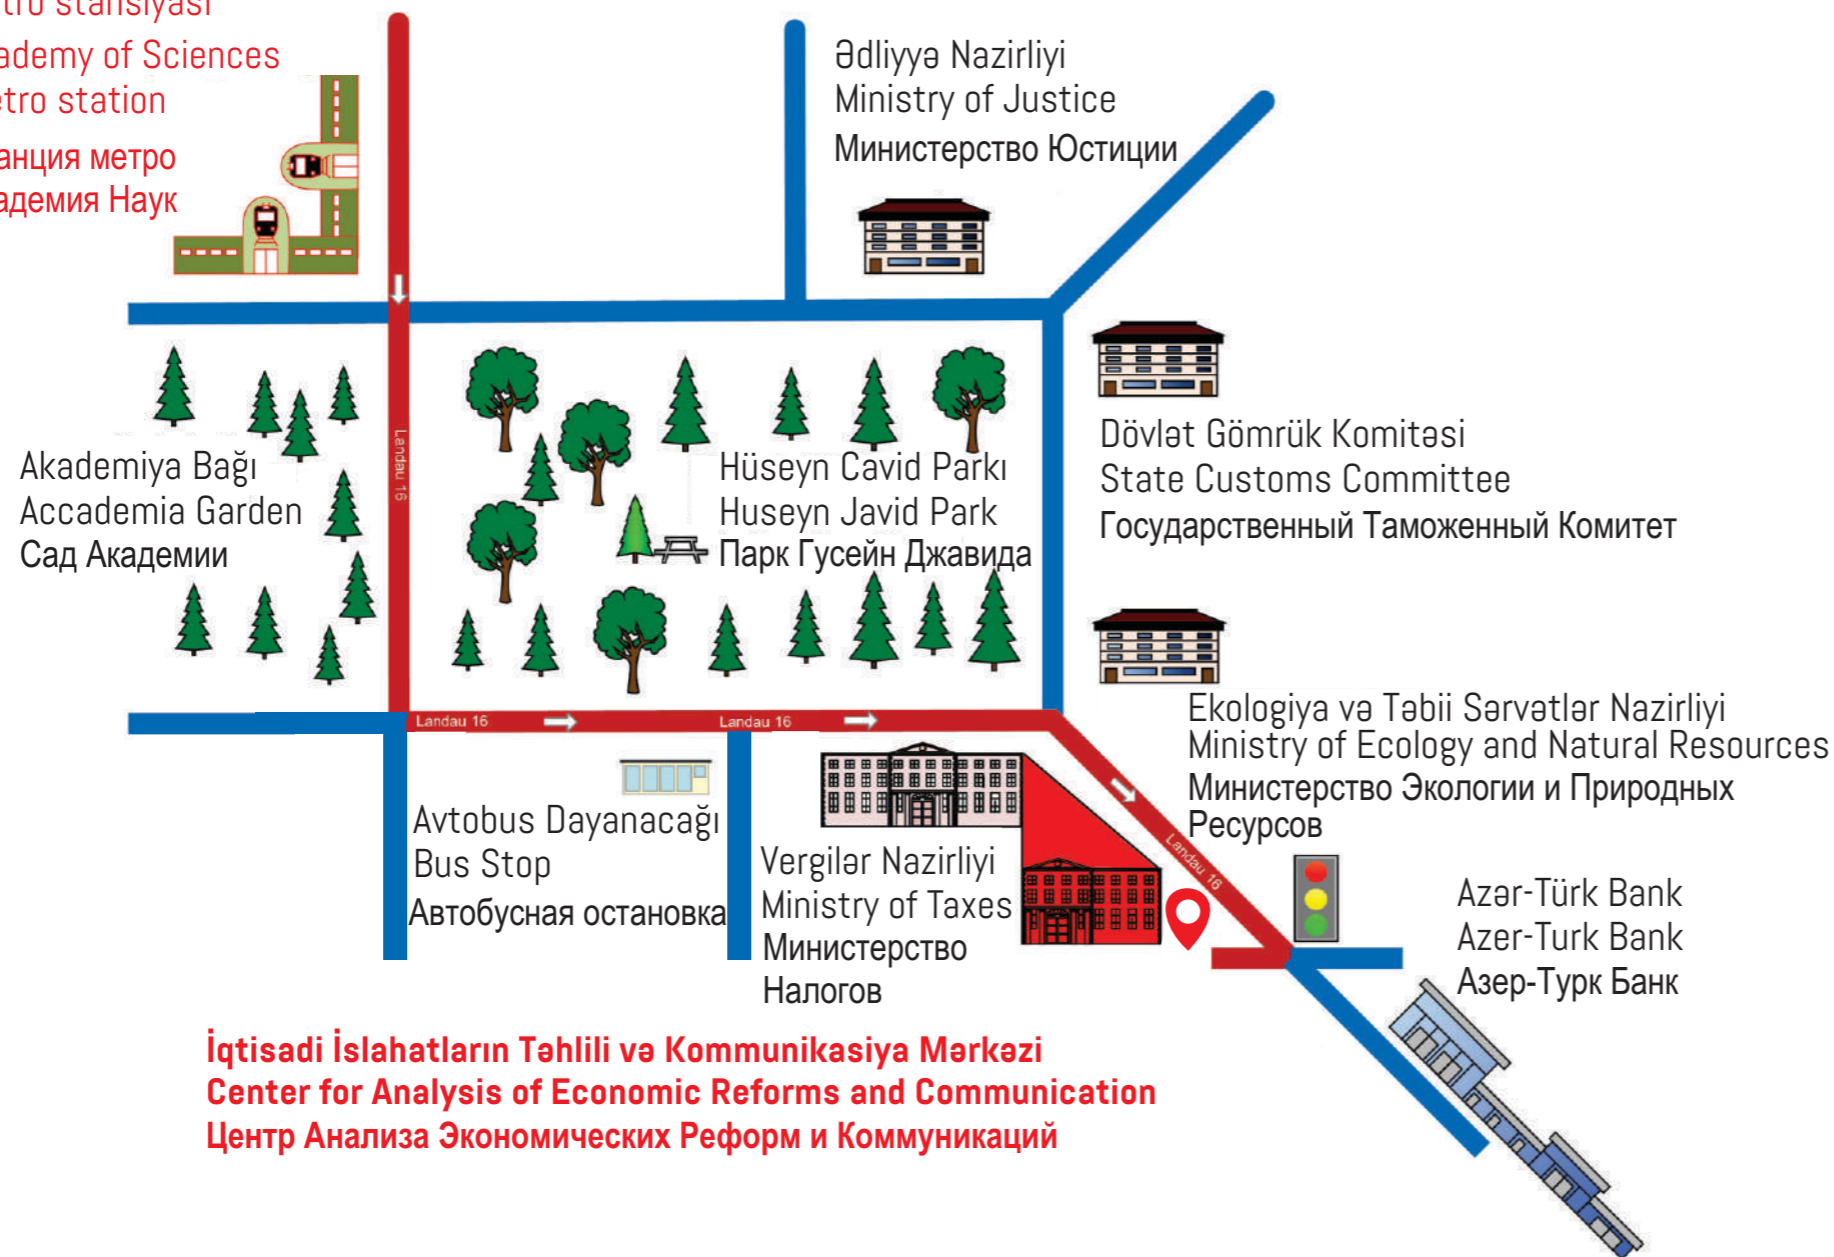 stansiyası
of Sciences
station
метро
Наук
Ədliyyə Nazirliyi
Ministry of Justice
Министерство Юстиции
Akademiya Bağı
Accademia Garden
Сад Академии
Landau 16
Hüseyn Cavid Parkı
Huseyn Javid Park
Парк Гусейн Джавида
Dövlət Gömrük Komitəsi
State Customs Committee
Государственный Таможенный Комитет
Landau 16
Landau 16
Ekologiya və Təbii Sərvətlər Nazirliyi
Ministry of Ecology and Natural Resources
Министерство Экологии и Природных
Ресурсов
Avtobus Dayanacağı
Bus Stop
Автобусная остановка
Vergilər Nazirliyi
Ministry of Taxes
Министерство
Налогов
Landau 16
Azər-Türk Bank
Azer-Turk Bank
Азер-Турк Банк
İqtisadi İslahatların Təhlili və Kommunikasiya Mərkəzi
Center for Analysis of Economic Reforms and Communication
Центр Анализа Экономических Реформ и Коммуникаций